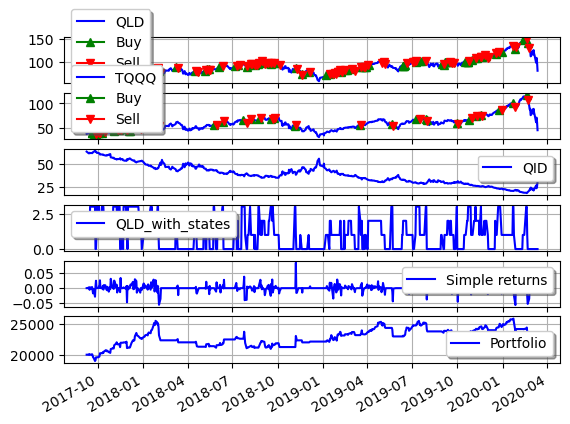 QLD
Buy
Sell
150
100
TQQQ
Buy
Sell
100
50
QID
50
25
QLD_with_states
2.5
0.0
Simple returns
0.05
0.00
−0.05
Portfolio
25000
20000
2017-10
2018-01
2018-04
2018-07
2018-10
2019-01
2019-04
2019-07
2019-10
2020-01
2020-04